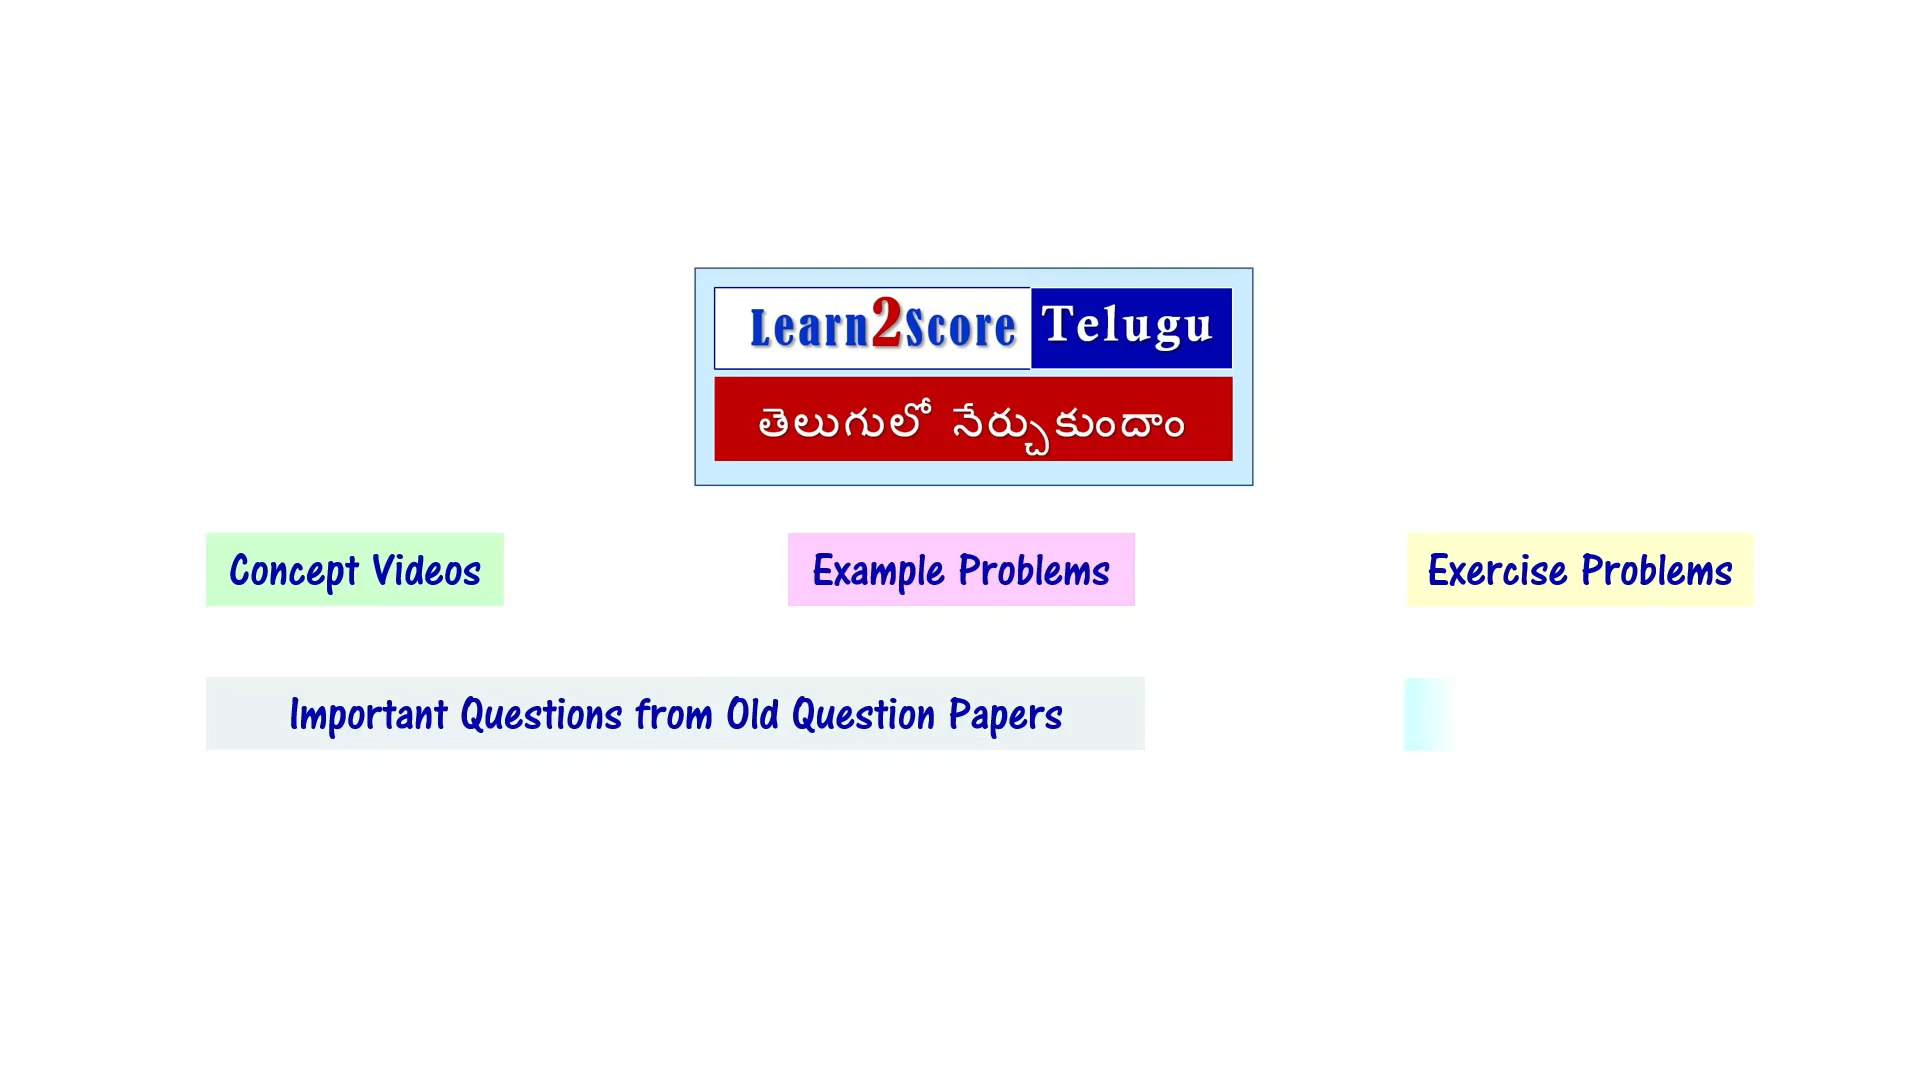 Learn2Score Telugu
తెలుగులో నేర్చుకుందాం
Concept Videos
Example Problems
Exercise Problems
Important Questions from Old Question Papers